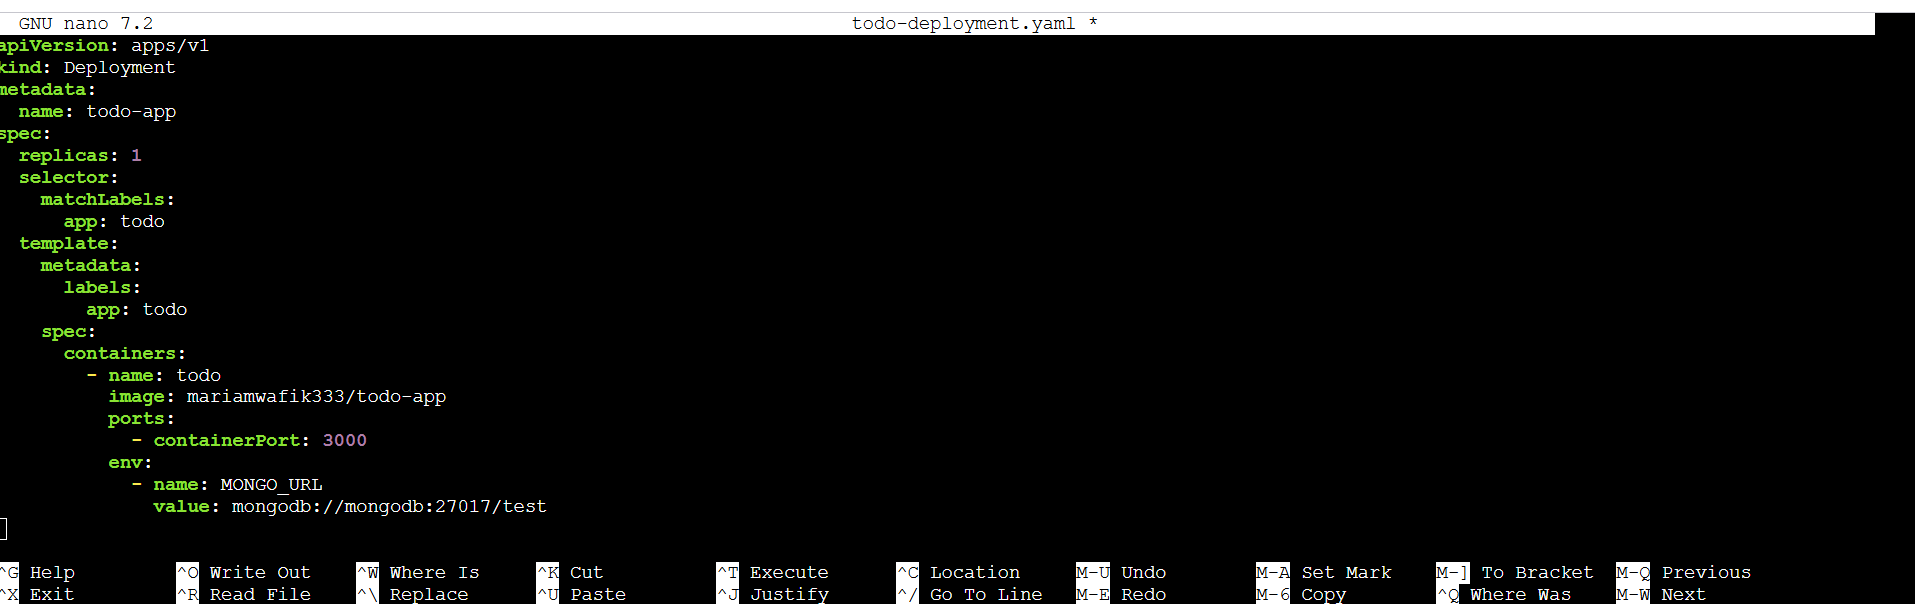 GNU nano 7.2 todo-deployment.yaml *
apiVersion: apps/v1
kind: Deployment
metadata:
  name: todo-app
spec:
  replicas: 1
  selector:
    matchLabels:
      app: todo
  template:
    metadata:
      labels:
        app: todo
    spec:
      containers:
        - name: todo
          image: mariamwafik333/todo-app
          ports:
            - containerPort: 3000
          env:
            - name: MONGO_URL
              value: mongodb://mongodb:27017/test
^G Help ^O Write Out ^W Where Is ^K Cut ^T Execute ^C Location M-U Undo M-A Set Mark M-] To Bracket M-Q Previous
^X Exit ^R Read File ^\ Replace ^U Paste ^J Justify ^/ Go To Line M-E Redo M-6 Copy ^Q Where Was M-W Next